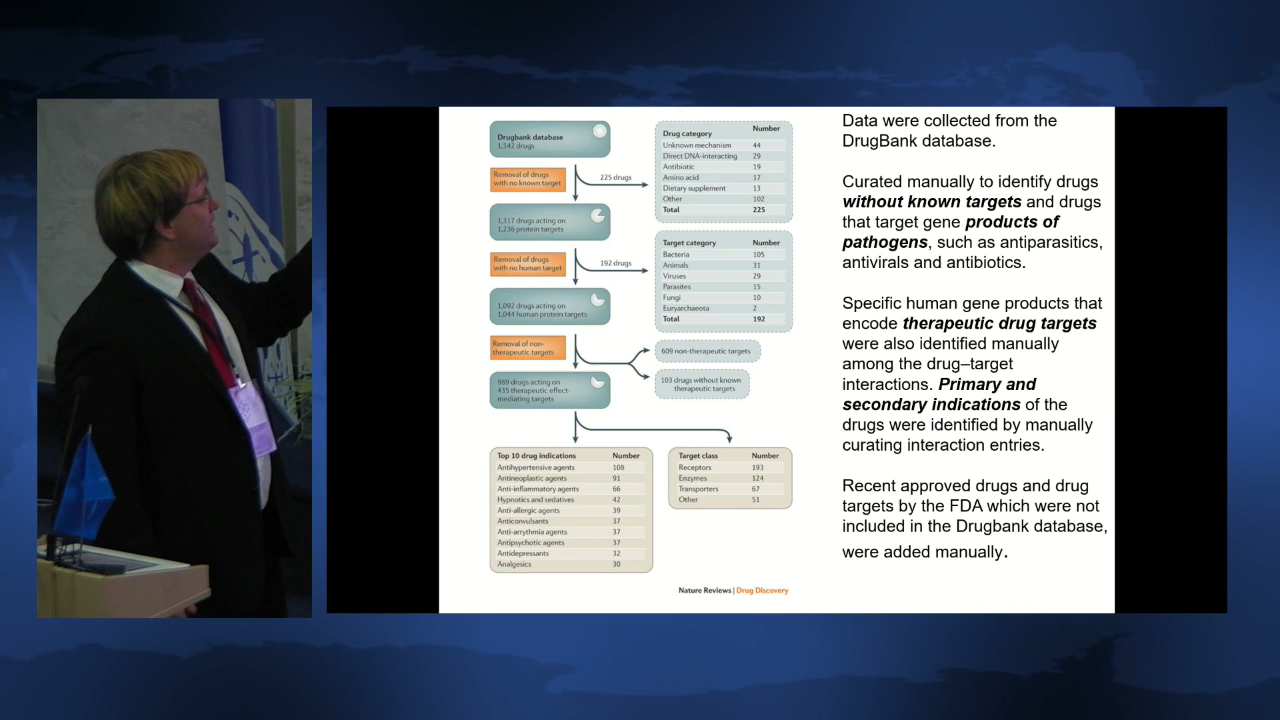 Drugbank database
1,542 drugs
Removal of drugs
with no known target
225 drugs
Drug category Number
Unknown mechanism 44
Direct DNA-interacting 29
Antibiotic 19
Amino acid 17
Dietary supplement 13
Other 102
Total 225
1,317 drugs acting on
1,236 protein targets
Removal of drugs
with no human target
192 drugs
Target category Number
Bacteria 105
Animals 31
Viruses 29
Parasites 15
Fungi 10
Euryarchaeota 2
Total 192
1,092 drugs acting on
1,044 human protein targets
Removal of non-
therapeutic targets
609 non-therapeutic targets
103 drugs without known
therapeutic targets
989 drugs acting on
435 therapeutic effect-
mediating targets
Top 10 drug indications Number
Antihypertensive agents 108
Antineoplastic agents 91
Anti-inflammatory agents 66
Hypnotics and sedatives 42
Anti-allergic agents 39
Anticonvulsants 37
Anti-arrythmia agents 37
Antipsychotic agents 37
Antidepressants 32
Analgesics 30
Target class Number
Receptors 193
Enzymes 124
Transporters 67
Other 51
Nature Reviews | Drug Discovery
Data were collected from the
DrugBank database.
Curated manually to identify drugs
without known targets and drugs
that target gene products of
pathogens, such as antiparasitics,
antivirals and antibiotics.
Specific human gene products that
encode therapeutic drug targets
were also identified manually
among the drug–target
interactions. Primary and
secondary indications of the
drugs were identified by manually
curating interaction entries.
Recent approved drugs and drug
targets by the FDA which were not
included in the Drugbank database,
were added manually.